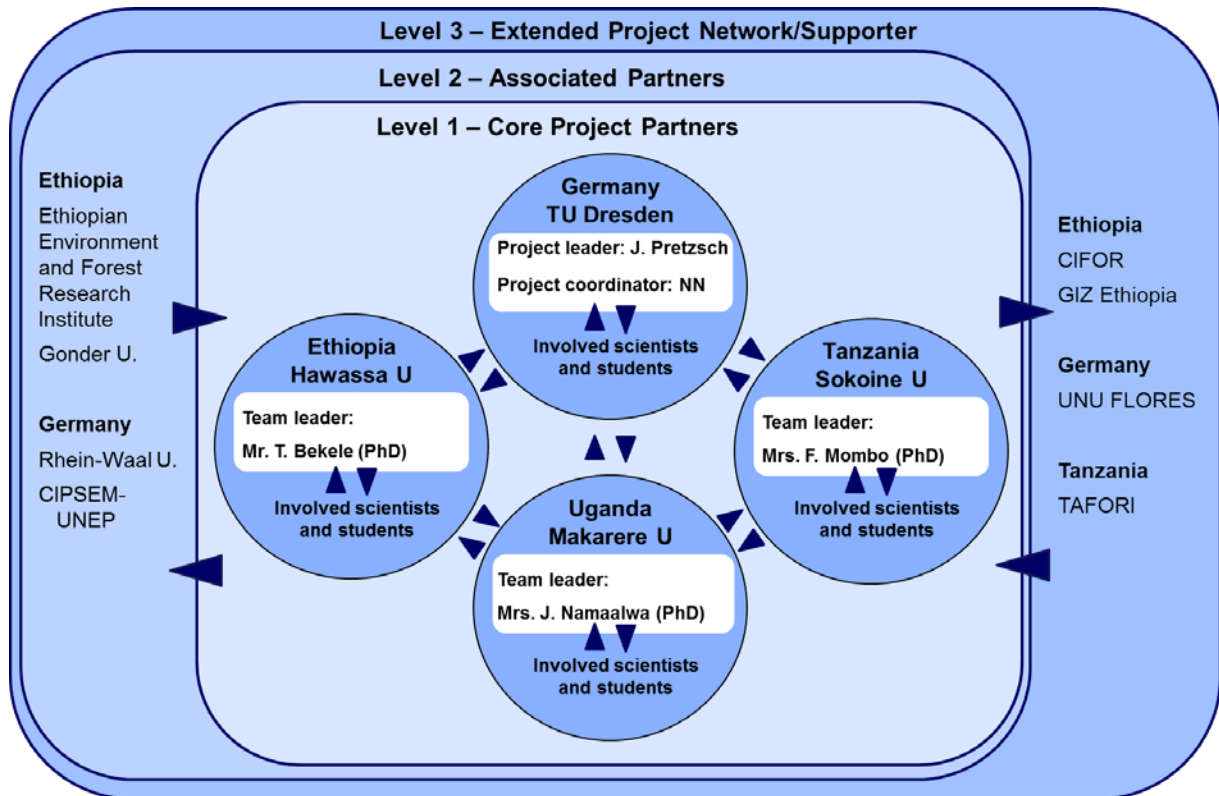 Level 3 – Extended Project Network/Supporter
Level 2 – Associated Partners
Level 1 – Core Project Partners
Ethiopia
Ethiopian
Environment
and Forest
Research
Institute
Gonder U.
Germany
Rhein-Waal U.
CIPSEM-
UNEP
Germany
TU Dresden
Project leader: J. Pretzsch
Project coordinator: NN
Involved scientists
and students
Ethiopia
Hawassa U
Team leader:
Mr. T. Bekele (PhD)
Involved scientists
and students
Tanzania
Sokoine U
Team leader:
Mrs. F. Mombo (PhD)
Involved scientists
and students
Uganda
Makarere U
Team leader:
Mrs. J. Namaalwa (PhD)
Involved scientists
and students
Ethiopia
CIFOR
GIZ Ethiopia
Germany
UNU FLORES
Tanzania
TAFORI